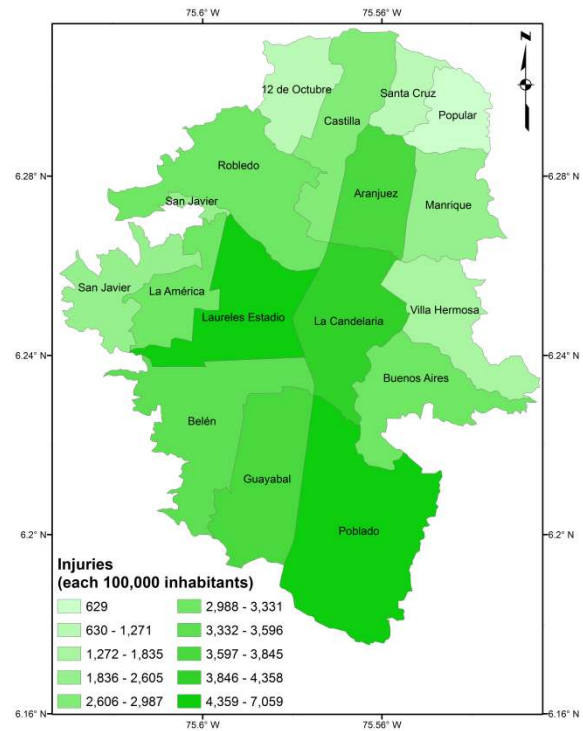 75.6° W 75.56° W
N
12 de Octubre
Santa Cruz
Popular
Castilla
Robledo
6.28° N 6.28° N
Aranjuez
Manrique
San Javier
San Javier
La América
Villa Hermosa
Laureles Estadio
La Candelaria
6.24° N 6.24° N
Buenos Aires
Belén
Guayabal
Poblado
6.2° N 6.2° N
Injuries
(each 100,000 inhabitants)
629
630 - 1,271
1,272 - 1,835
1,836 - 2,605
2,606 - 2,987
2,988 - 3,331
3,332 - 3,596
3,597 - 3,845
3,846 - 4,358
4,359 - 7,059
6.16° N 6.16° N
75.6° W 75.56° W